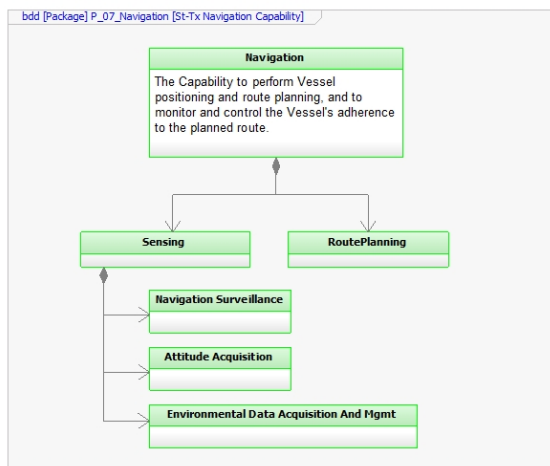 bdd [Package] P_07_Navigation [St-Tx Navigation Capability]
Navigation
The Capability to perform Vessel
positioning and route planning, and to
monitor and control the Vessel's adherence
to the planned route.
Sensing
RoutePlanning
Navigation Surveillance
Attitude Acquisition
Environmental Data Acquisition And Mgmt